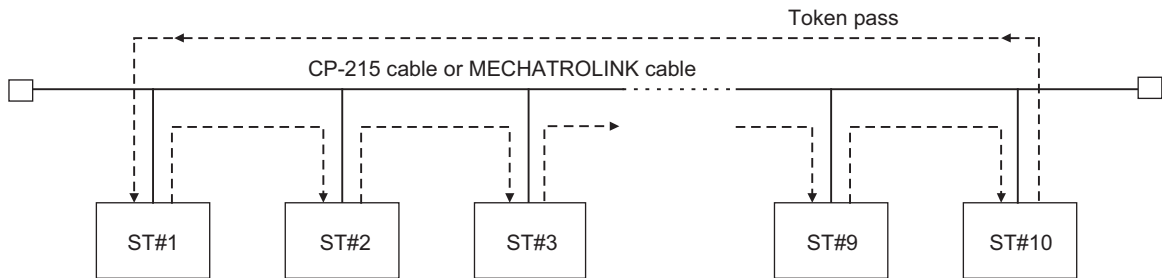 Token pass
CP-215 cable or MECHATROLINK cable
ST#1
ST#2
ST#3
ST#9
ST#10